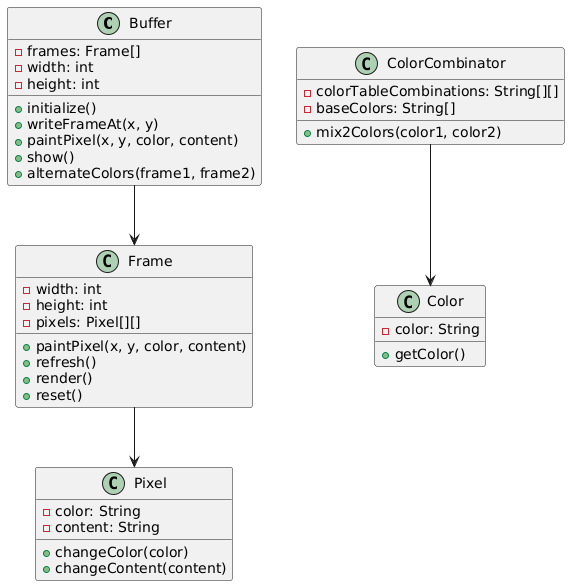 C Buffer
frames: Frame[]
width: int
height: int
initialize()
writeFrameAt(x, y)
paintPixel(x, y, color, content)
show()
alternateColors(frame1, frame2)
C ColorCombinator
colorTableCombinations: String[][]
baseColors: String[]
mix2Colors(color1, color2)
C Frame
width: int
height: int
pixels: Pixel[][]
paintPixel(x, y, color, content)
refresh()
render()
reset()
C Color
color: String
getColor()
C Pixel
color: String
content: String
changeColor(color)
changeContent(content)